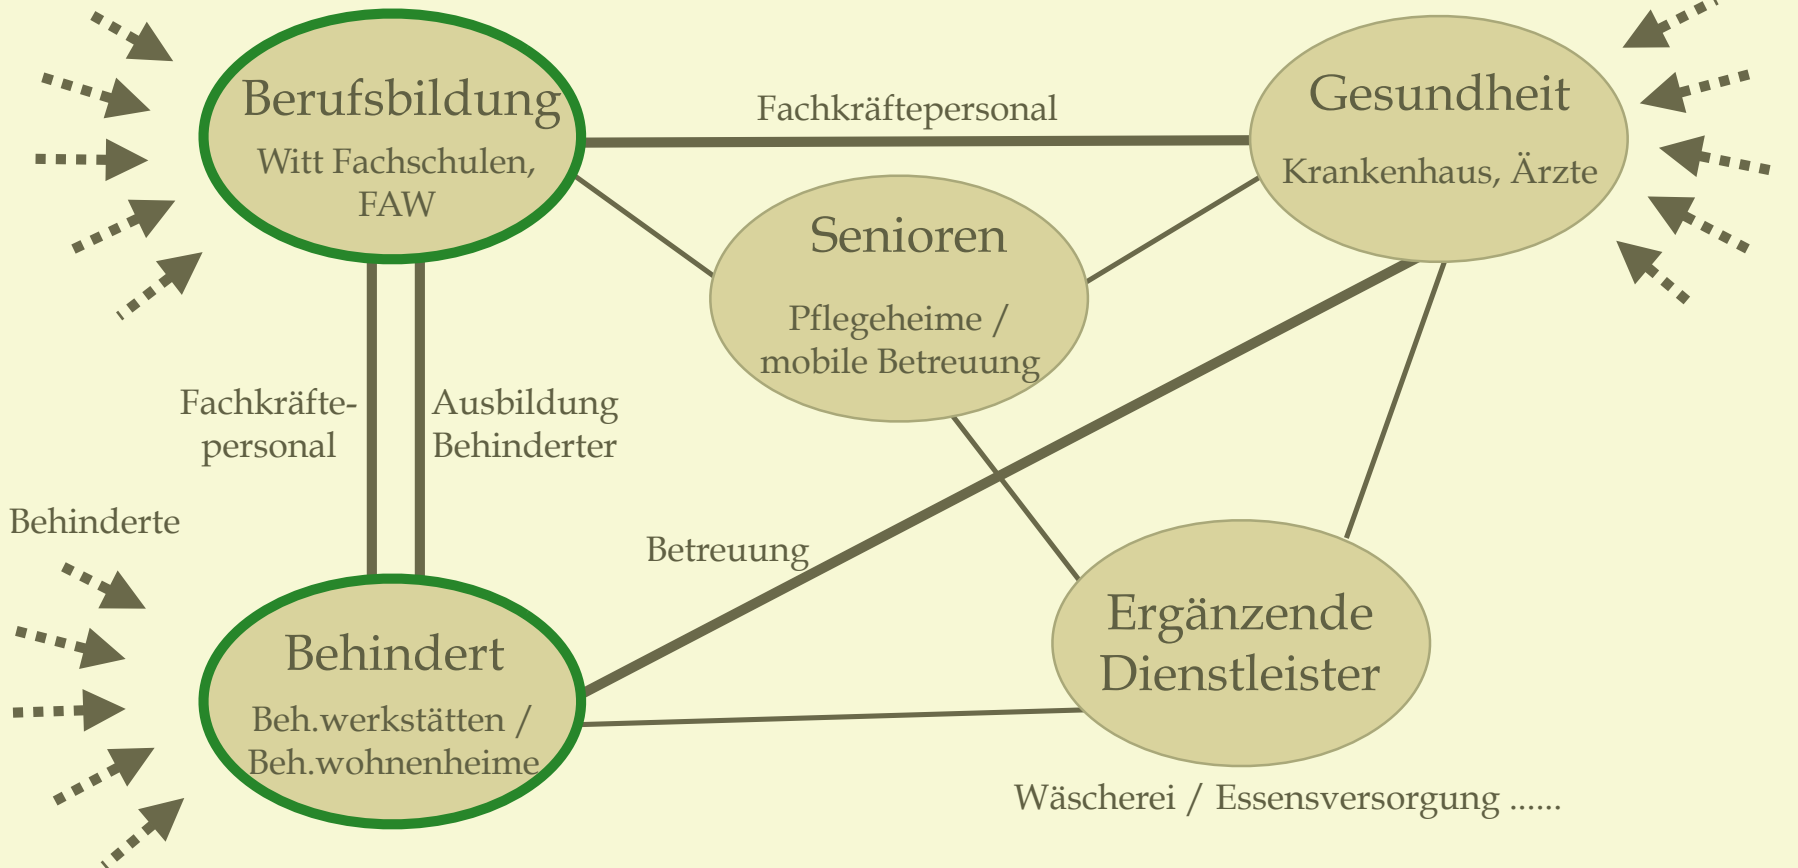 Berufsbildung
Witt Fachschulen,
FAW
Fachkräftepersonal
Gesundheit
Krankenhaus, Ärzte
Senioren
Pflegeheime /
mobile Betreuung
Fachkräfte-
personal
Ausbildung
Behinderter
Behinderte
Betreuung
Behindert
Beh.werkstätten /
Beh.wohnenheime
Ergänzende
Dienstleister
Wäscherei / Essensversorgung ......